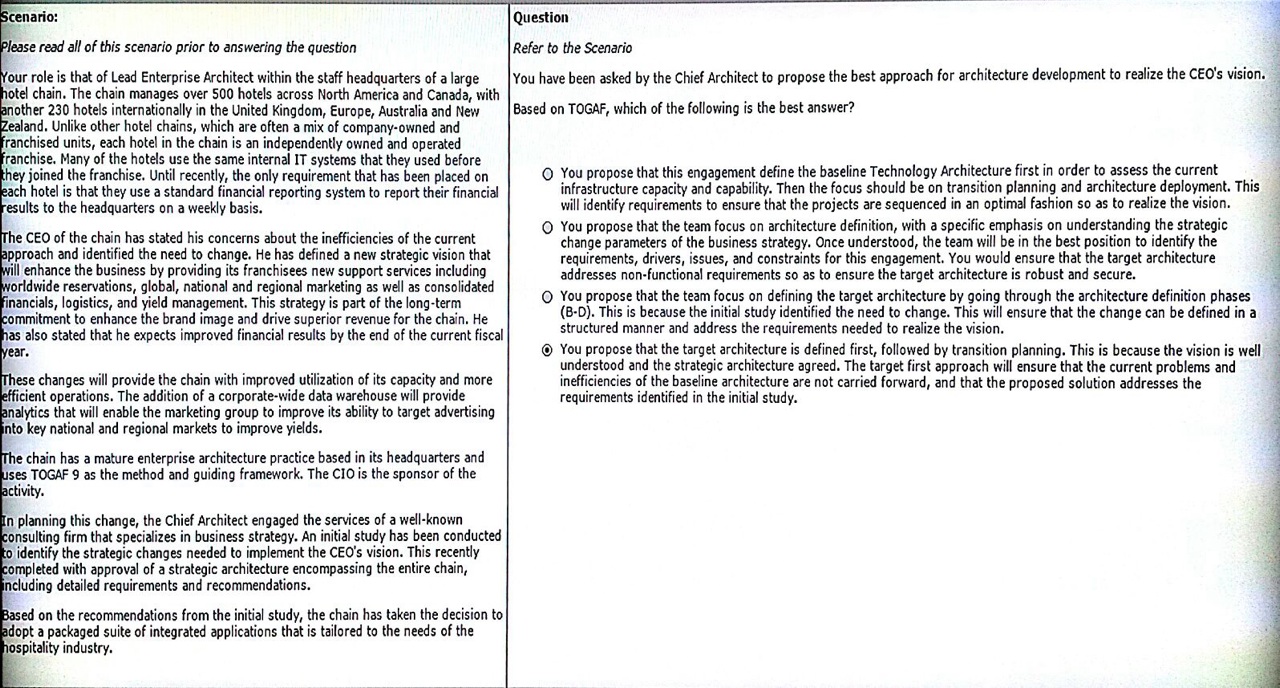 Scenario:
Please read all of this scenario prior to answering the question
Your role is that of Lead Enterprise Architect within the staff headquarters of a large
hotel chain. The chain manages over 500 hotels across North America and Canada, with
another 230 hotels internationally in the United Kingdom, Europe, Australia and New
Zealand. Unlike other hotel chains, which are often a mix of company-owned and
franchised units, each hotel in the chain is an independently owned and operated
franchise. Many of the hotels use the same internal IT systems that they used before
they joined the franchise. Until recently, the only requirement that has been placed on
each hotel is that they use a standard financial reporting system to report their financial
results to the headquarters on a weekly basis.
The CEO of the chain has stated his concerns about the inefficiencies of the current
approach and identified the need to change. He has defined a new strategic vision that
will enhance the business by providing its franchisees new support services including
worldwide reservations, global, national and regional marketing as well as consolidated
financials, logistics, and yield management. This strategy is part of the long-term
commitment to enhance the brand image and drive superior revenue for the chain. He
has also stated that he expects improved financial results by the end of the current fiscal
year.
These changes will provide the chain with improved utilization of its capacity and more
efficient operations. The addition of a corporate-wide data warehouse will provide
analytics that will enable the marketing group to improve its ability to target advertising
into key national and regional markets to improve yields.
The chain has a mature enterprise architecture practice based in its headquarters and
uses TOGAF 9 as the method and guiding framework. The CIO is the sponsor of the
activity.
In planning this change, the Chief Architect engaged the services of a well-known
consulting firm that specializes in business strategy. An initial study has been conducted
to identify the strategic changes needed to implement the CEO's vision. This recently
completed with approval of a strategic architecture encompassing the entire chain,
including detailed requirements and recommendations.
Based on the recommendations from the initial study, the chain has taken the decision to
adopt a packaged suite of integrated applications that is tailored to the needs of the
hospitality industry.
Question
Refer to the Scenario
You have been asked by the Chief Architect to propose the best approach for architecture development to realize the CEO's vision.
Based on TOGAF, which of the following is the best answer?
You propose that this engagement define the baseline Technology Architecture first in order to assess the current
infrastructure capacity and capability. Then the focus should be on transition planning and architecture deployment. This
will identify requirements to ensure that the projects are sequenced in an optimal fashion so as to realize the vision.
You propose that the team focus on architecture definition, with a specific emphasis on understanding the strategic
change parameters of the business strategy. Once understood, the team will be in the best position to identify the
requirements, drivers, issues, and constraints for this engagement. You would ensure that the target architecture
addresses non-functional requirements so as to ensure the target architecture is robust and secure.
You propose that the team focus on defining the target architecture by going through the architecture definition phases
(B-D). This is because the initial study identified the need to change. This will ensure that the change can be defined in a
structured manner and address the requirements needed to realize the vision.
You propose that the target architecture is defined first, followed by transition planning. This is because the vision is well
understood and the strategic architecture agreed. The target first approach will ensure that the current problems and
inefficiencies of the baseline architecture are not carried forward, and that the proposed solution addresses the
requirements identified in the initial study.